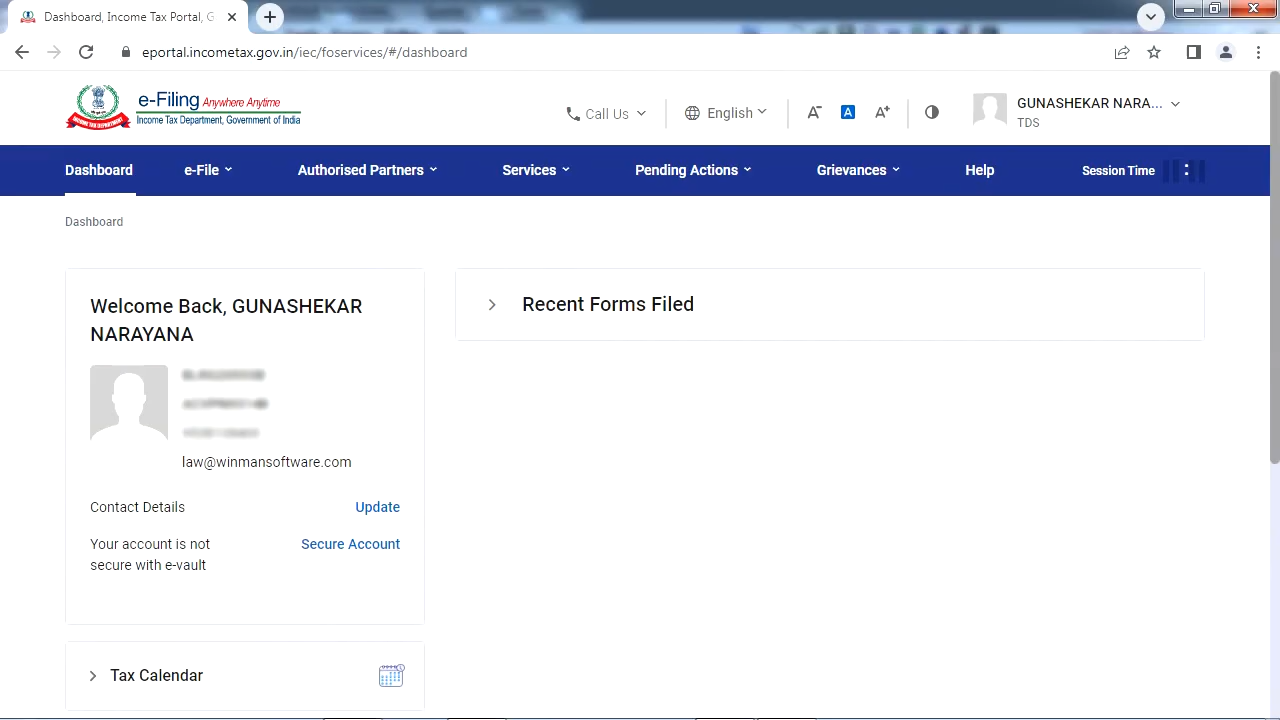 Dashboard, Income Tax Portal, G
eportal.incometax.gov.in/iec/foservices/#/dashboard
e-Filing Anywhere Anytime
Income Tax Department, Government of India
INCOME TAX DEPARTMENT
Call Us
English
A-
A
A+
GUNASHEKAR NARA...
TDS
Dashboard e-File Authorised Partners Services Pending Actions Grievances Help Session Time :
Dashboard
Welcome Back, GUNASHEKAR
NARAYANA
law@winmansoftware.com
Contact Details Update
Your account is not Secure Account
secure with e-vault
Tax Calendar
Recent Forms Filed